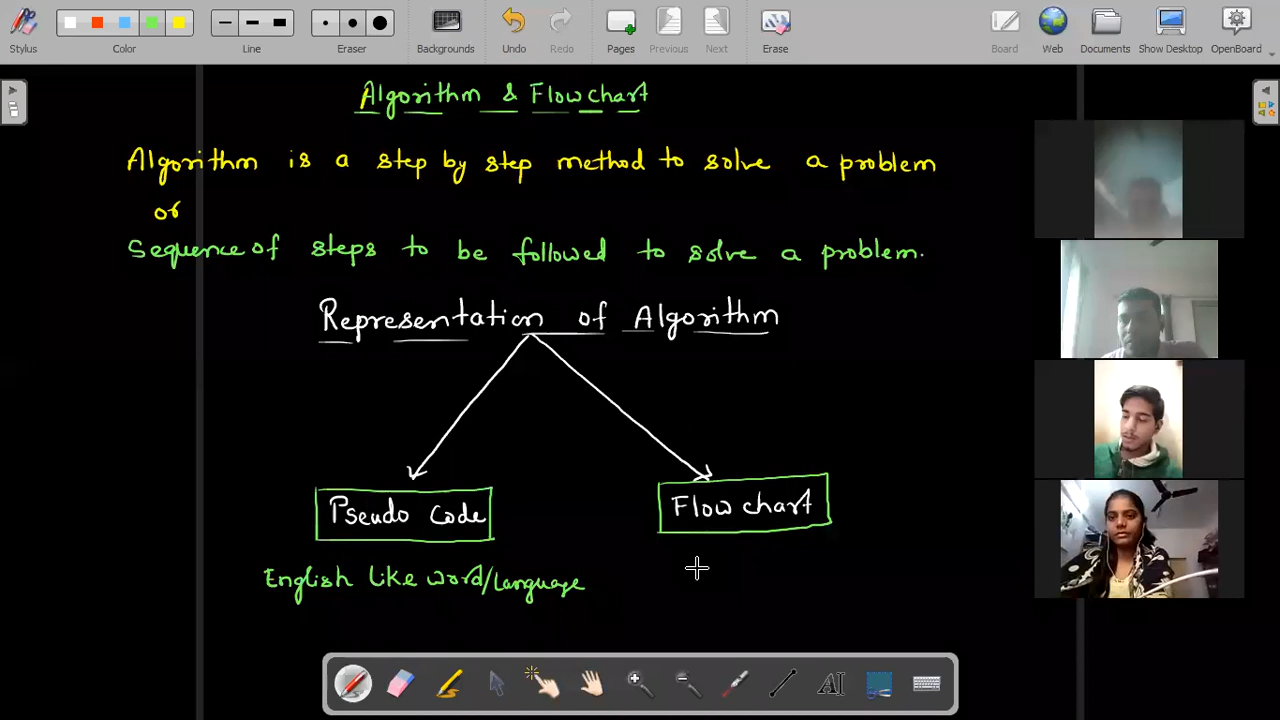 Stylus
Color
Line
Eraser
Backgrounds
Undo
Redo
Pages
Previous
Next
Erase
Board
Web
Documents
Show Desktop
OpenBoard
Algorithm & Flowchart
Algorithm is a step by step method to solve a problem
or
Sequence of steps to be followed to solve a problem.
Representation of Algorithm
Pseudo Code
Flow chart
English like word/Language
AI